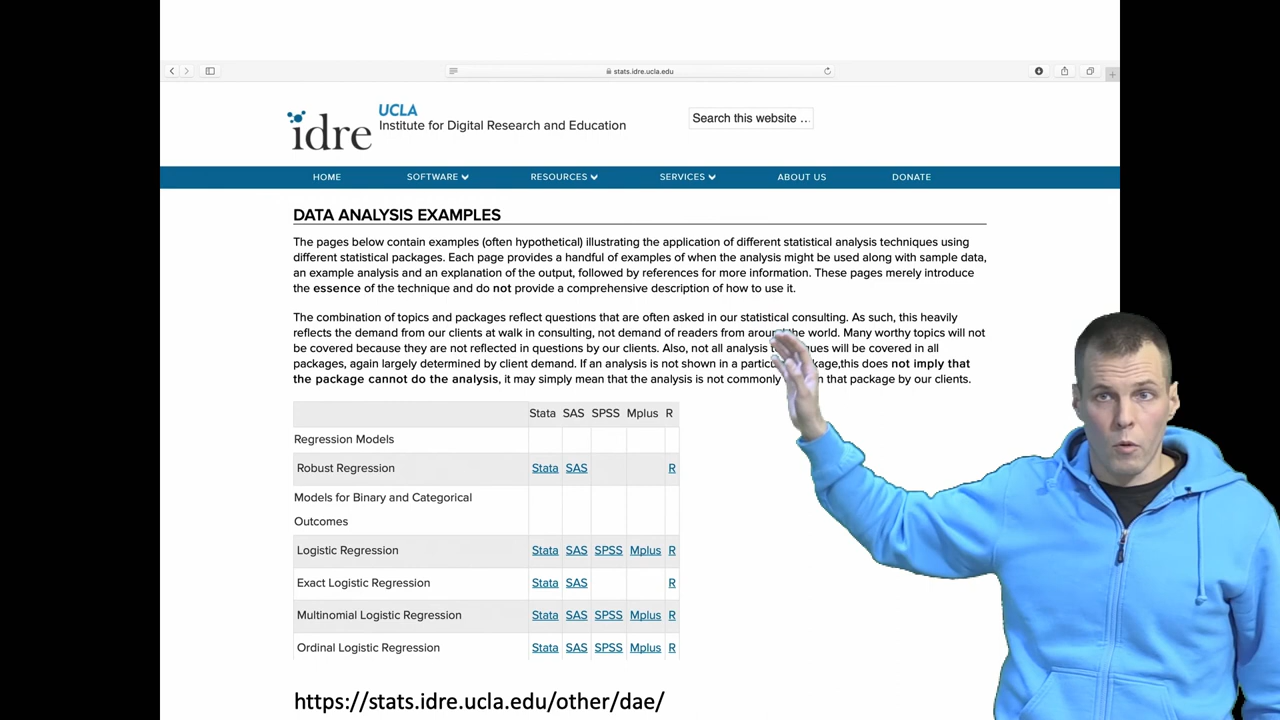 stats.idre.ucla.edu
idre
UCLA
Institute for Digital Research and Education
Search this website …
HOME SOFTWARE RESOURCES SERVICES ABOUT US DONATE
DATA ANALYSIS EXAMPLES
The pages below contain examples (often hypothetical) illustrating the application of different statistical analysis techniques using
different statistical packages. Each page provides a handful of examples of when the analysis might be used along with sample data,
an example analysis and an explanation of the output, followed by references for more information. These pages merely introduce
the essence of the technique and do not provide a comprehensive description of how to use it.
The combination of topics and packages reflect questions that are often asked in our statistical consulting. As such, this heavily
reflects the demand from our clients at walk in consulting, not demand of readers from around the world. Many worthy topics will not
be covered because they are not reflected in questions by our clients. Also, not all analysis will be covered in all
packages, again largely determined by client demand. If an analysis is not shown in a this does not imply that
the package cannot do the analysis, it may simply mean that the analysis is not commonly that package by our clients.
Stata SAS SPSS Mplus R
Regression Models
Robust Regression Stata SAS R
Models for Binary and Categorical
Outcomes
Logistic Regression Stata SAS SPSS Mplus R
Exact Logistic Regression Stata SAS R
Multinomial Logistic Regression Stata SAS SPSS Mplus R
Ordinal Logistic Regression Stata SAS SPSS Mplus R
https://stats.idre.ucla.edu/other/dae/